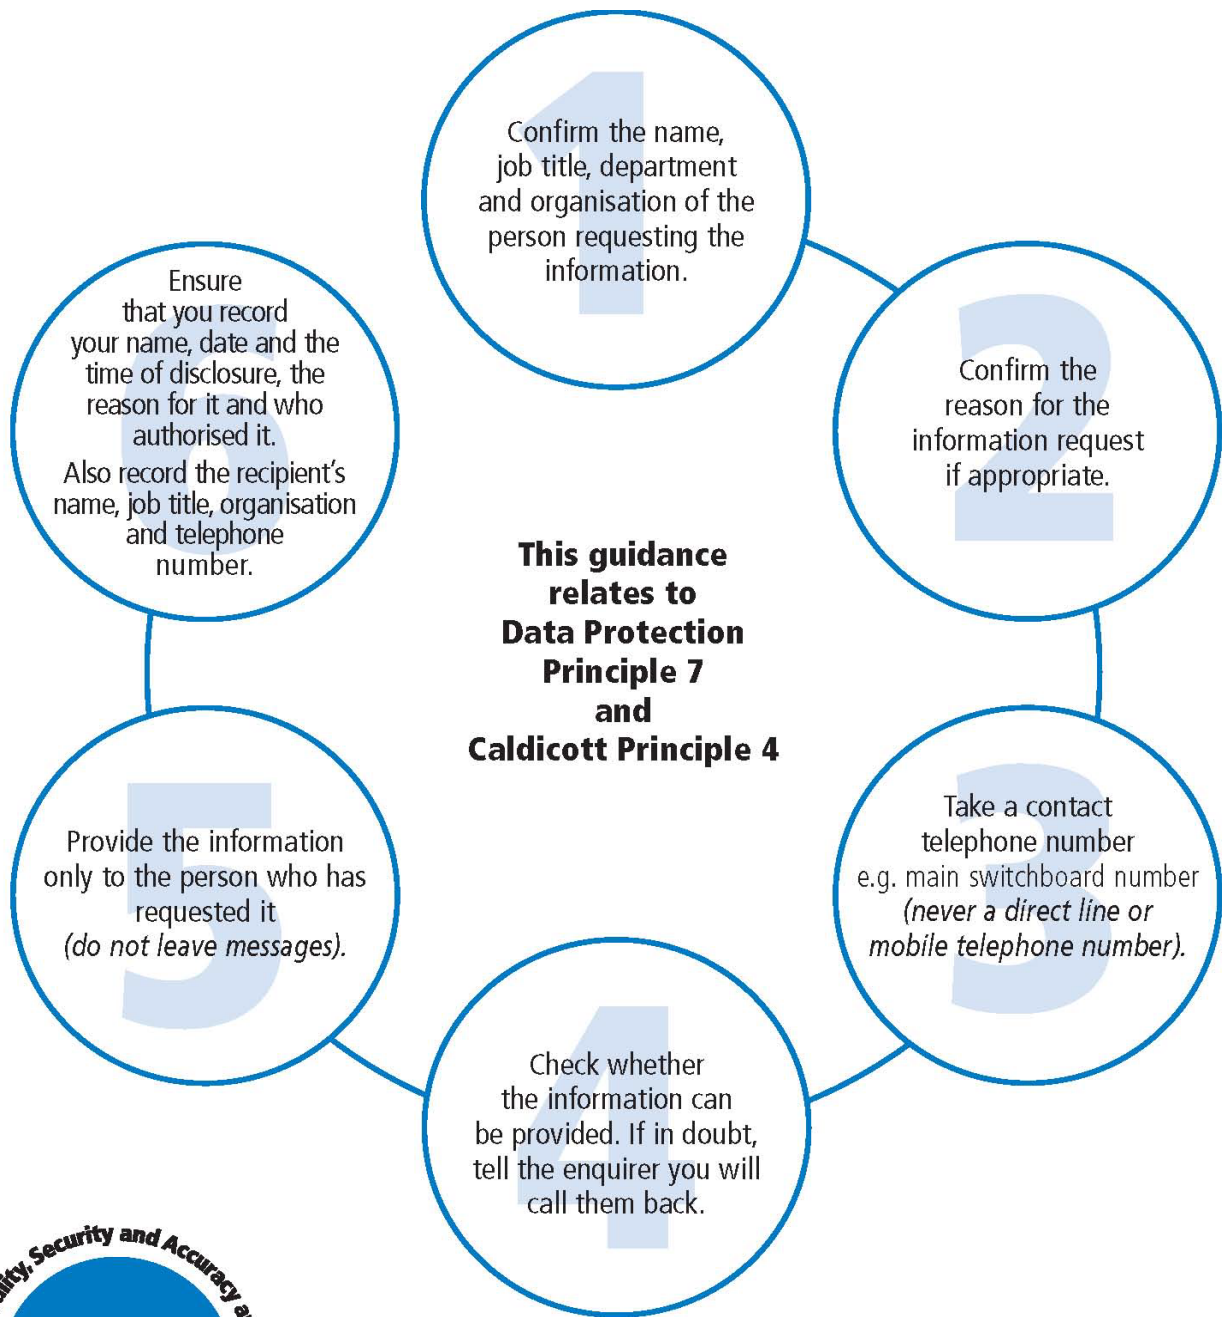 1
Confirm the name,
job title, department
and organisation of the
person requesting the
information.
2
Confirm the
reason for the
information request
if appropriate.
3
Take a contact
telephone number
e.g. main switchboard number
(never a direct line or
mobile telephone number).
4
Check whether
the information can
be provided. If in doubt,
tell the enquirer you will
call them back.
5
Provide the information
only to the person who has
requested it
(do not leave messages).
6
Ensure
that you record
your name, date and the
time of disclosure, the
reason for it and who
authorised it.
Also record the recipient's
name, job title, organisation
and telephone
number.
This guidance
relates to
Data Protection
Principle 7
and
Caldicott Principle 4
Security and Accuracy